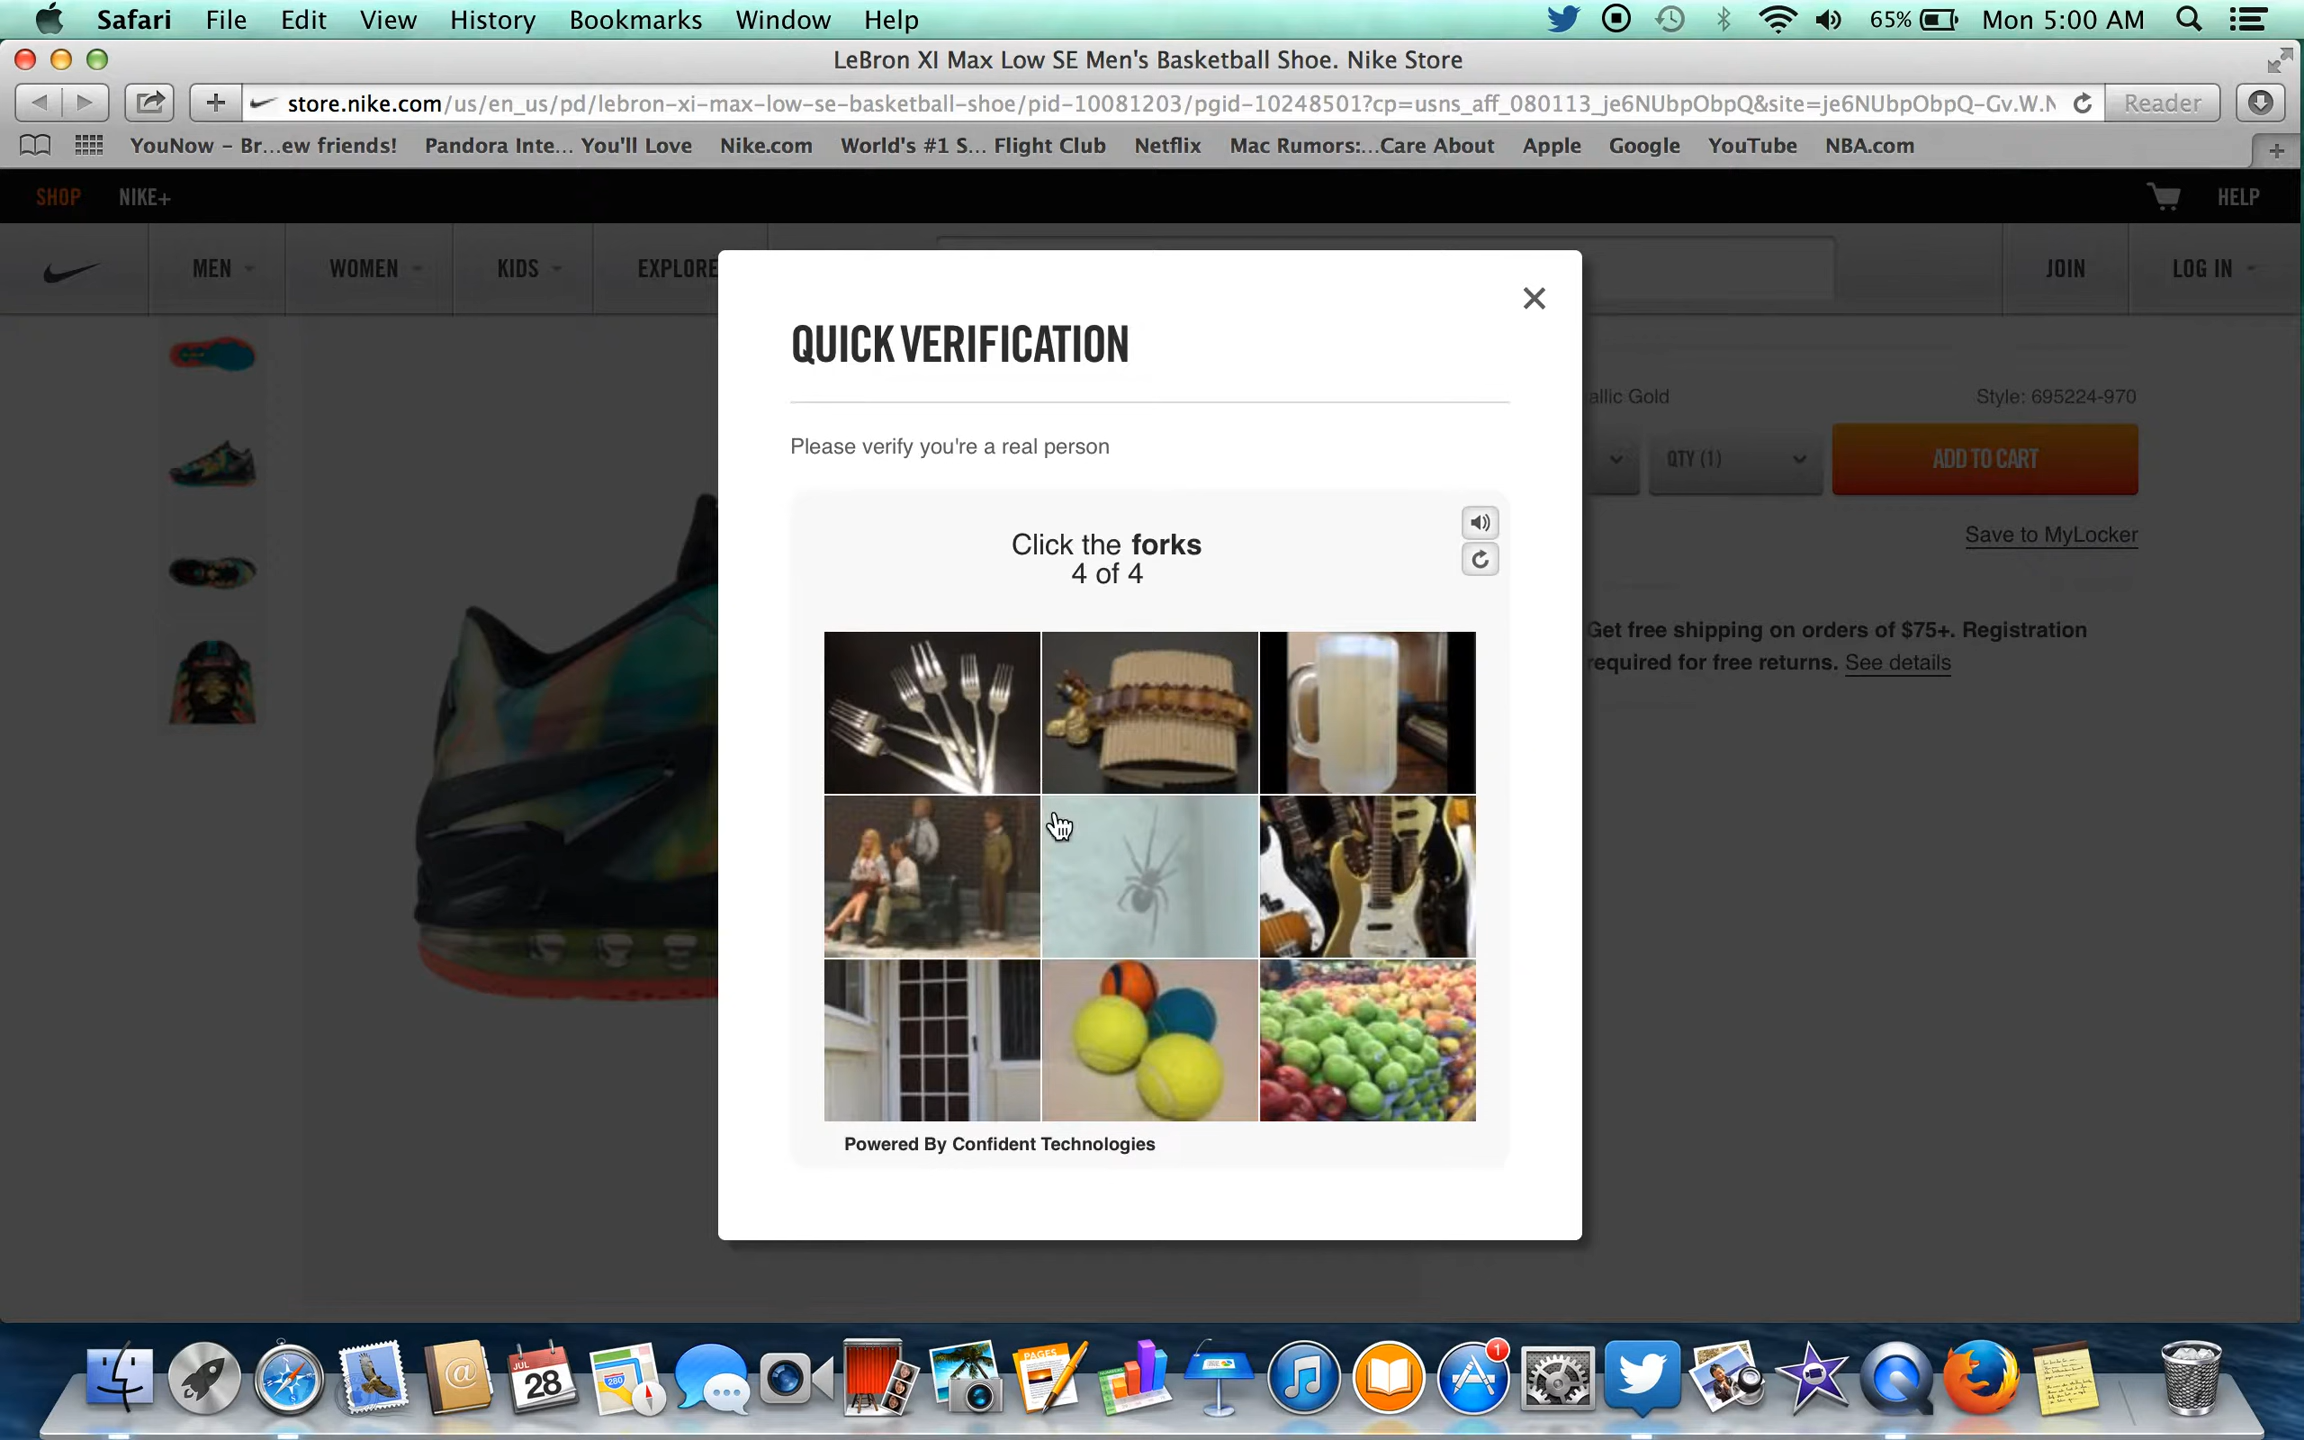 Safari File Edit View History Bookmarks Window Help 65% Mon 5:00 AM
LeBron XI Max Low SE Men's Basketball Shoe. Nike Store
store.nike.com/us/en_us/pd/lebron-xi-max-low-se-basketball-shoe/pid-10081203/pgid-10248501?cp=usns_aff_080113_je6NUbpObpQ&site=je6NUbpObpQ-Gv.W.N Reader
YouNow - Br...ew friends! Pandora Inte... You'll Love Nike.com World's #1 S... Flight Club Netflix Mac Rumors:...Care About Apple Google YouTube NBA.com
SHOP NIKE+ HELP
MEN WOMEN KIDS EXPLORE JOIN LOG IN
QUICK VERIFICATION
Please verify you're a real person
Click the forks
4 of 4
Powered By Confident Technologies
allic Gold Style: 695224-970
QTY (1) ADD TO CART
Save to MyLocker
Get free shipping on orders of $75+. Registration
required for free returns. See details
1
JUL
28
280